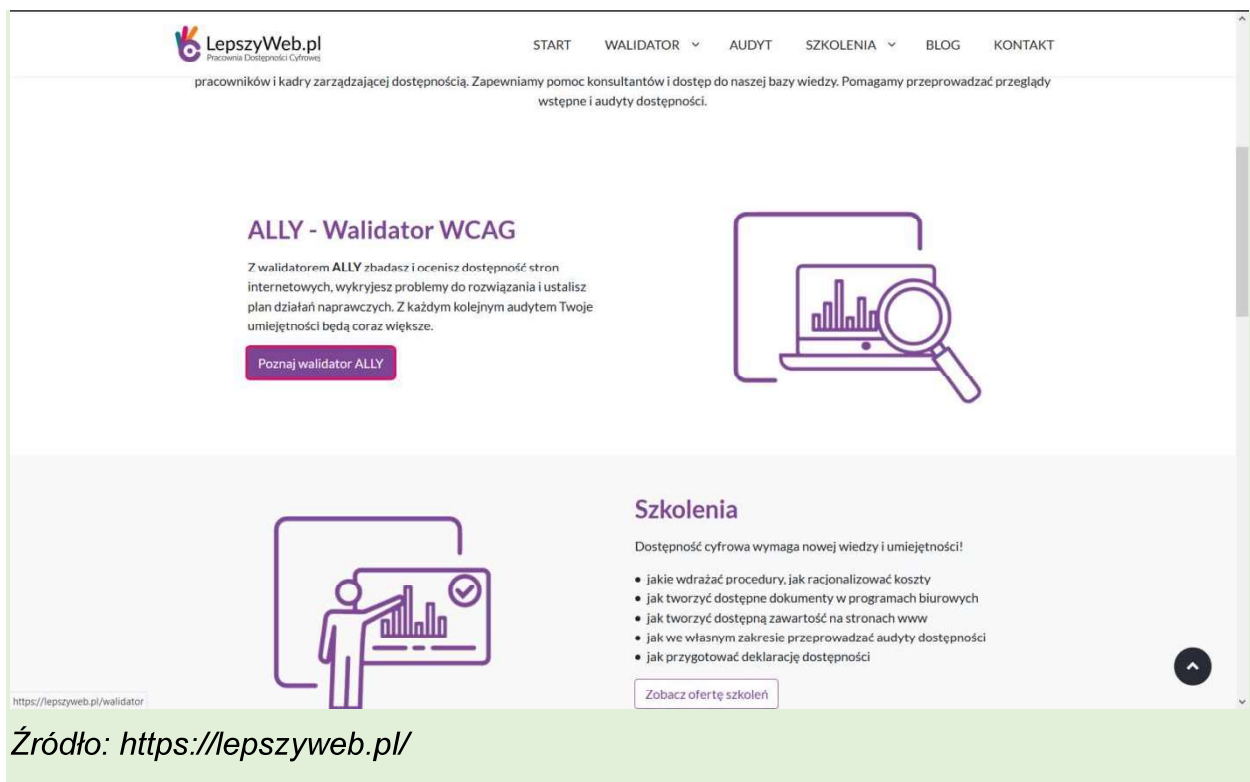 LepszyWeb.pl
Pracownia Dostępności Cyfrowej
START WALIDATOR AUDYT SZKOLENIA BLOG KONTAKT
pracowników i kadry zarządzającej dostępnością. Zapewniamy pomoc konsultantów i dostęp do naszej bazy wiedzy. Pomagamy przeprowadzać przeglądy
wstępne i audyty dostępności.
ALLY - Walidator WCAG
Z walidatorem ALLY zbadasz i ocenisz dostępność stron
internetowych, wykryjesz problemy do rozwiązania i ustalisz
plan działań naprawczych. Z każdym kolejnym audytem Twoje
umiejętności będą coraz większe.
Poznaj walidator ALLY
Szkolenia
Dostępność cyfrowa wymaga nowej wiedzy i umiejętności!
• jakie wdrażać procedury, jak racjonalizować koszty
• jak tworzyć dostępne dokumenty w programach biurowych
• jak tworzyć dostępną zawartość na stronach www
• jak we własnym zakresie przeprowadzać audyty dostępności
• jak przygotować deklarację dostępności
Zobacz ofertę szkoleń
https://lepszyweb.pl/walidator
Źródło: https://lepszyweb.pl/